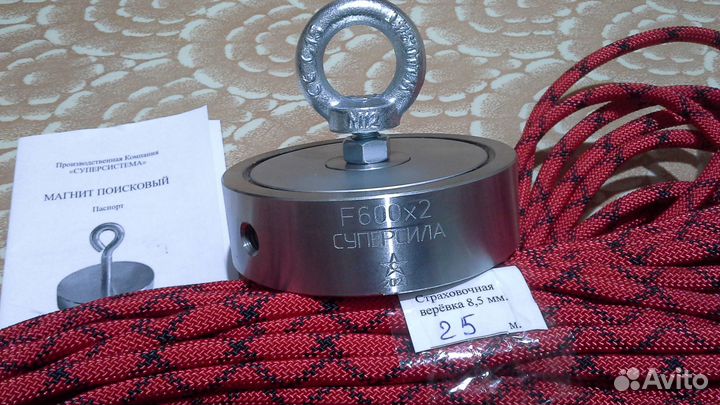 Производственная Компания
«СУПЕРСИСТЕМА»
МАГНИТ ПОИСКОВЫЙ
Паспорт
M12
F600x2
СУПЕРСИЛА
Страховочная
верёвка 8,5 мм.
25 м.
Avito